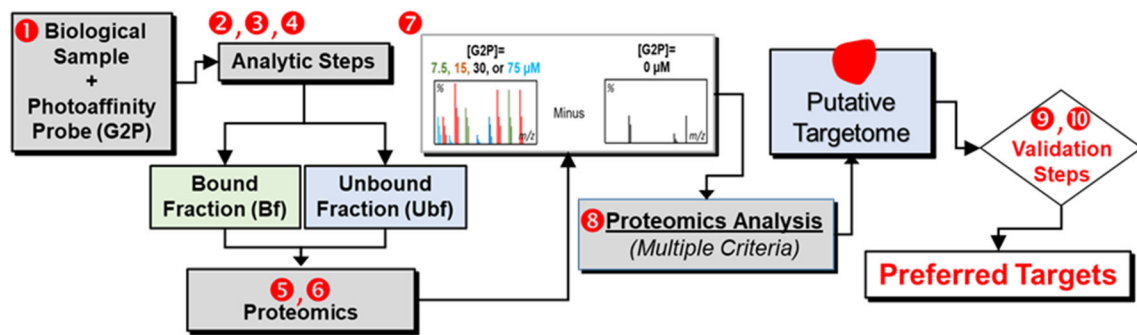 ❶ Biological
Sample
+
Photoaffinity
Probe (G2P)
❷,❸,❹
Analytic Steps
Bound
Fraction (Bf)
Unbound
Fraction (Ubf)
❺,❻
Proteomics
❼
[G2P]=
7.5, 15, 30, or 75 µM
%
m/z
Minus
[G2P]=
0 µM
%
m/z
❽ Proteomics Analysis
(Multiple Criteria)
Putative
Targetome
❾,❿
Validation
Steps
Preferred Targets